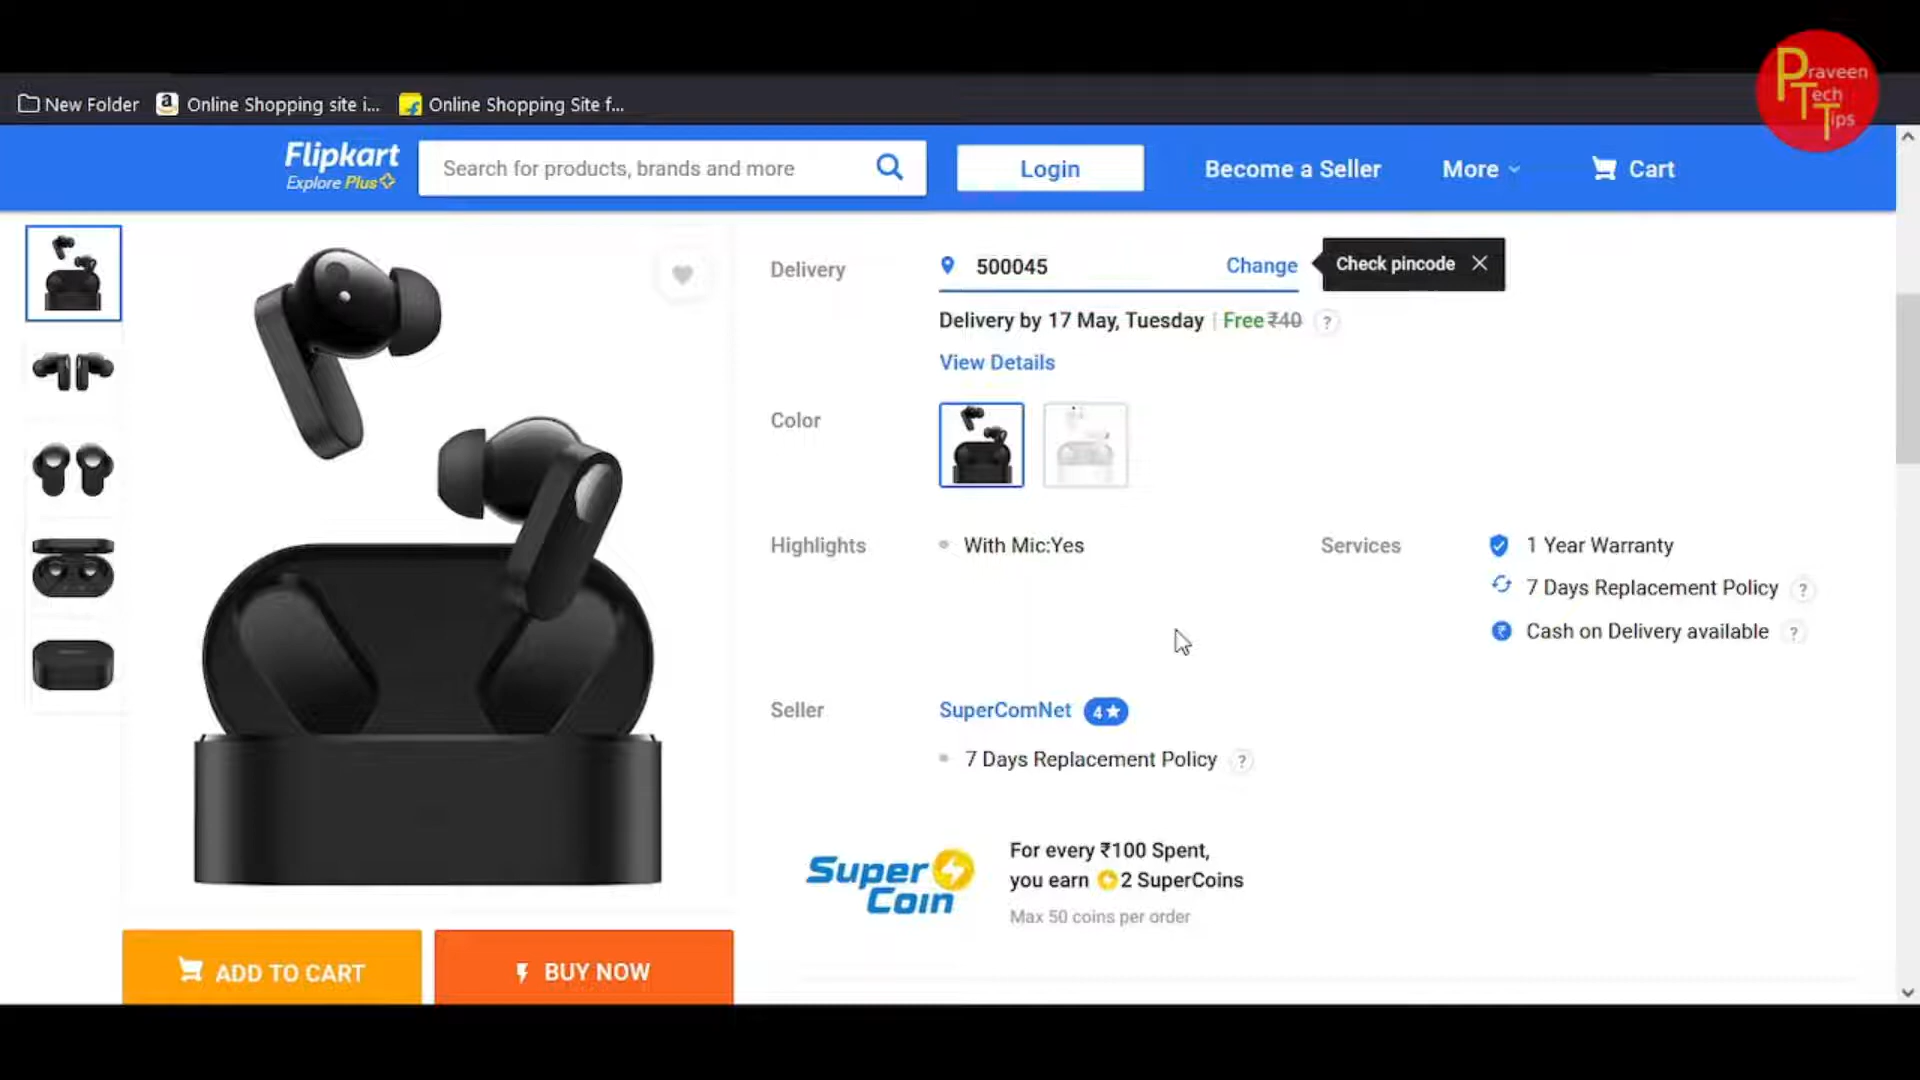 Praveen
Tech
Tips
New Folder
Online Shopping site i...
Online Shopping Site f...
Flipkart
Explore Plus
Search for products, brands and more
Login
Become a Seller
More
Cart
Delivery
500045
Change
Check pincode
Delivery by 17 May, Tuesday | Free ₹40 ?
View Details
Color
Highlights
With Mic:Yes
Services
1 Year Warranty
7 Days Replacement Policy ?
Cash on Delivery available ?
Seller
SuperComNet 4★
7 Days Replacement Policy ?
Super
Coin
For every ₹100 Spent,
you earn 2 SuperCoins
Max 50 coins per order
ADD TO CART
BUY NOW